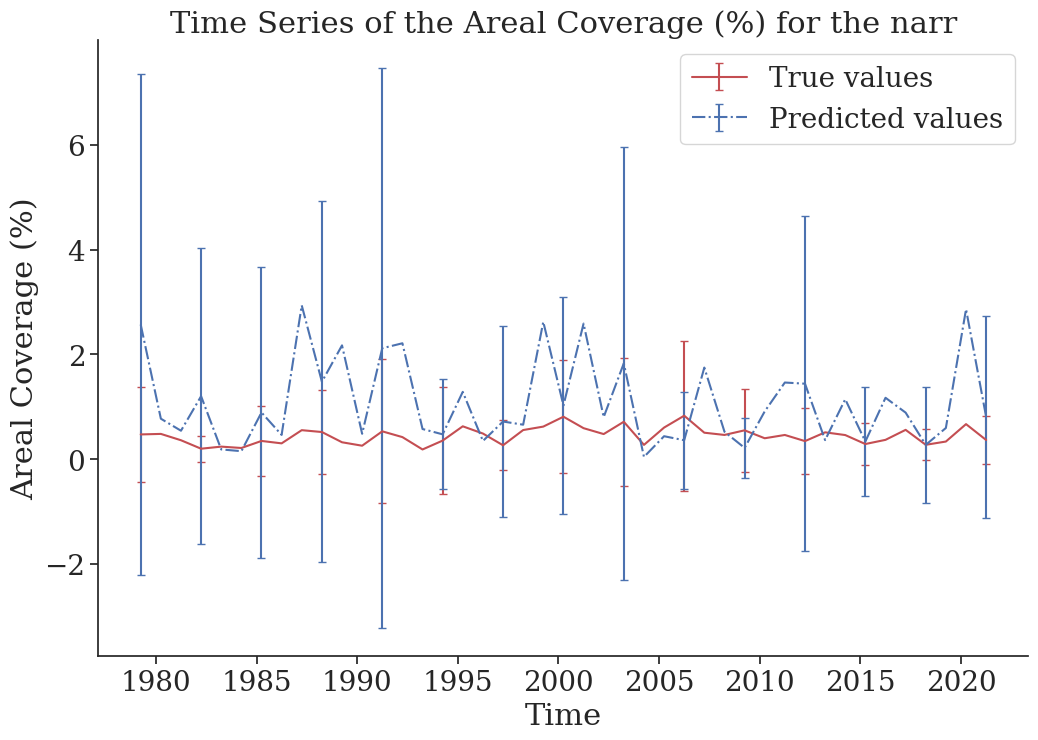 Time Series of the Areal Coverage (%) for the narr
True values
Predicted values
Areal Coverage (%)
6
4
2
0
−2
1980 1985 1990 1995 2000 2005 2010 2015 2020
Time